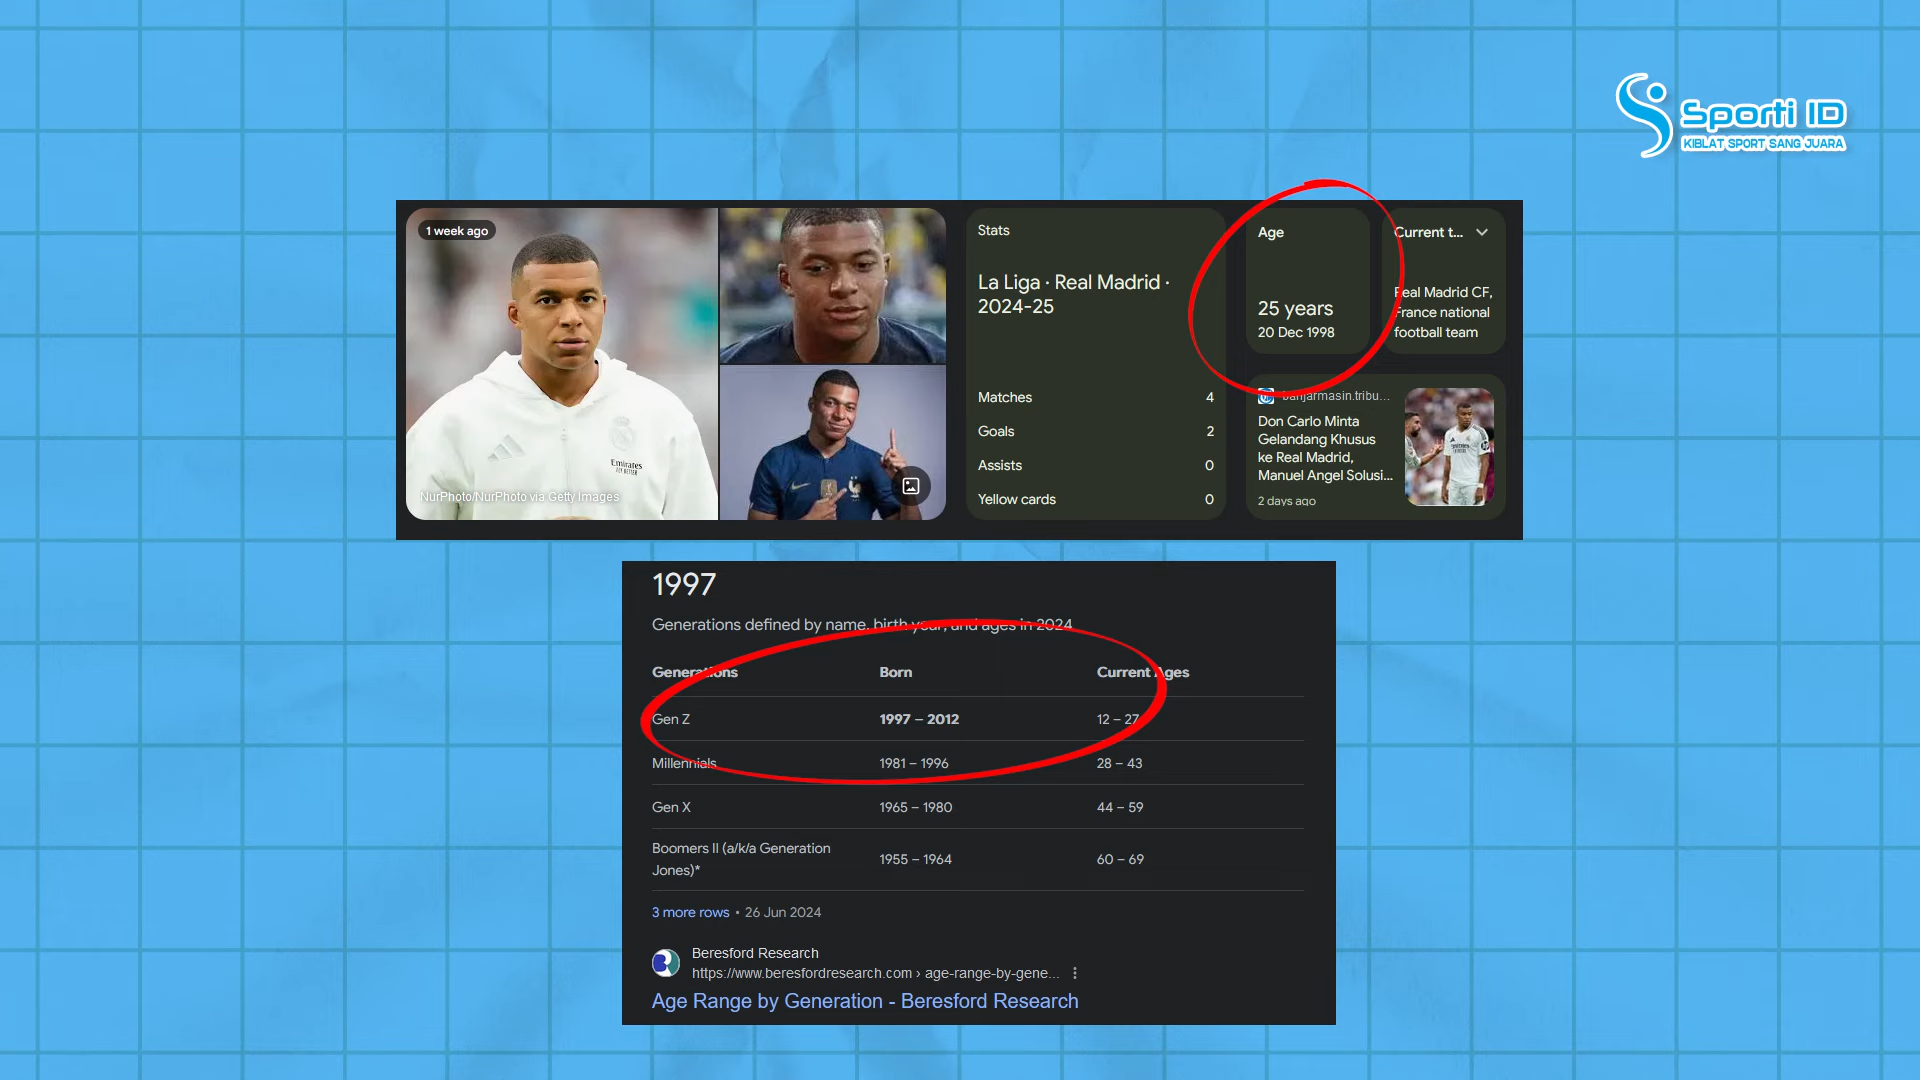 Sporti ID
KIBLAT SPORT SANG JUARA
1 week ago
NurPhoto/NurPhoto via Getty Images
Emirates
FLY BETTER
Stats
La Liga · Real Madrid ·
2024-25
Matches 4
Goals 2
Assists 0
Yellow cards 0
Age
25 years
20 Dec 1998
Current t...
Real Madrid CF,
France national
football team
banjarmasin.tribu...
Don Carlo Minta
Gelandang Khusus
ke Real Madrid,
Manuel Angel Solusi...
2 days ago
1997
Generations defined by name, birth year, and ages in 2024
Generations Born Current Ages
Gen Z 1997 – 2012 12 – 27
Millennials 1981 – 1996 28 – 43
Gen X 1965 – 1980 44 – 59
Boomers II (a/k/a Generation
Jones)* 1955 – 1964 60 – 69
3 more rows • 26 Jun 2024
Beresford Research
https://www.beresfordresearch.com › age-range-by-gene...
Age Range by Generation - Beresford Research